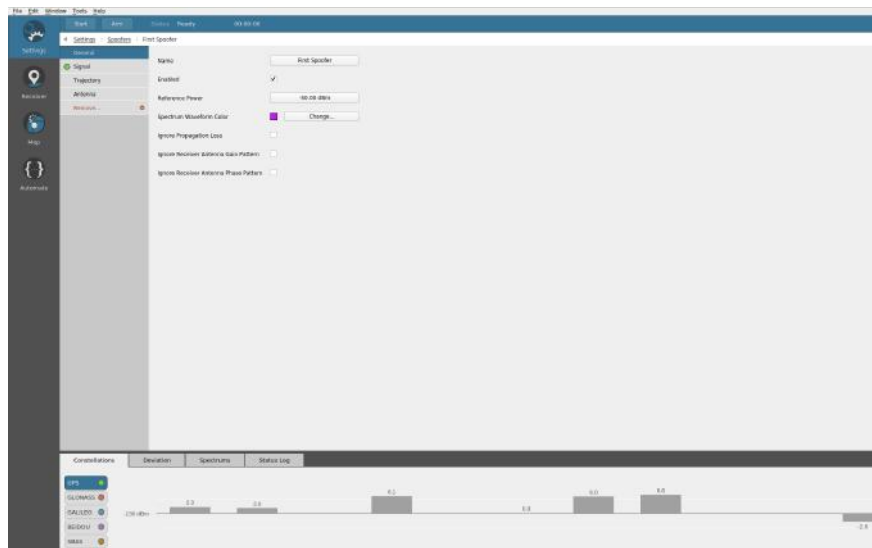 File Edit Window Tools Help
Start Arm Status Ready 00:00:00
Settings Spoofers First Spoofer
Settings
General
Signal
Trajectory
Antenna
Remove...
Receiver
Map
Automate
Name First Spoofer
Enabled
Reference Power -90.00 dBm
Spectrum Waveform Color Change...
Ignore Propagation Loss
Ignore Receiver Antenna Gain Pattern
Ignore Receiver Antenna Phase Pattern
Constellations Deviation Spectrums Status Log
GPS
GLONASS
GALILEO
BEIDOU
-130 dBm